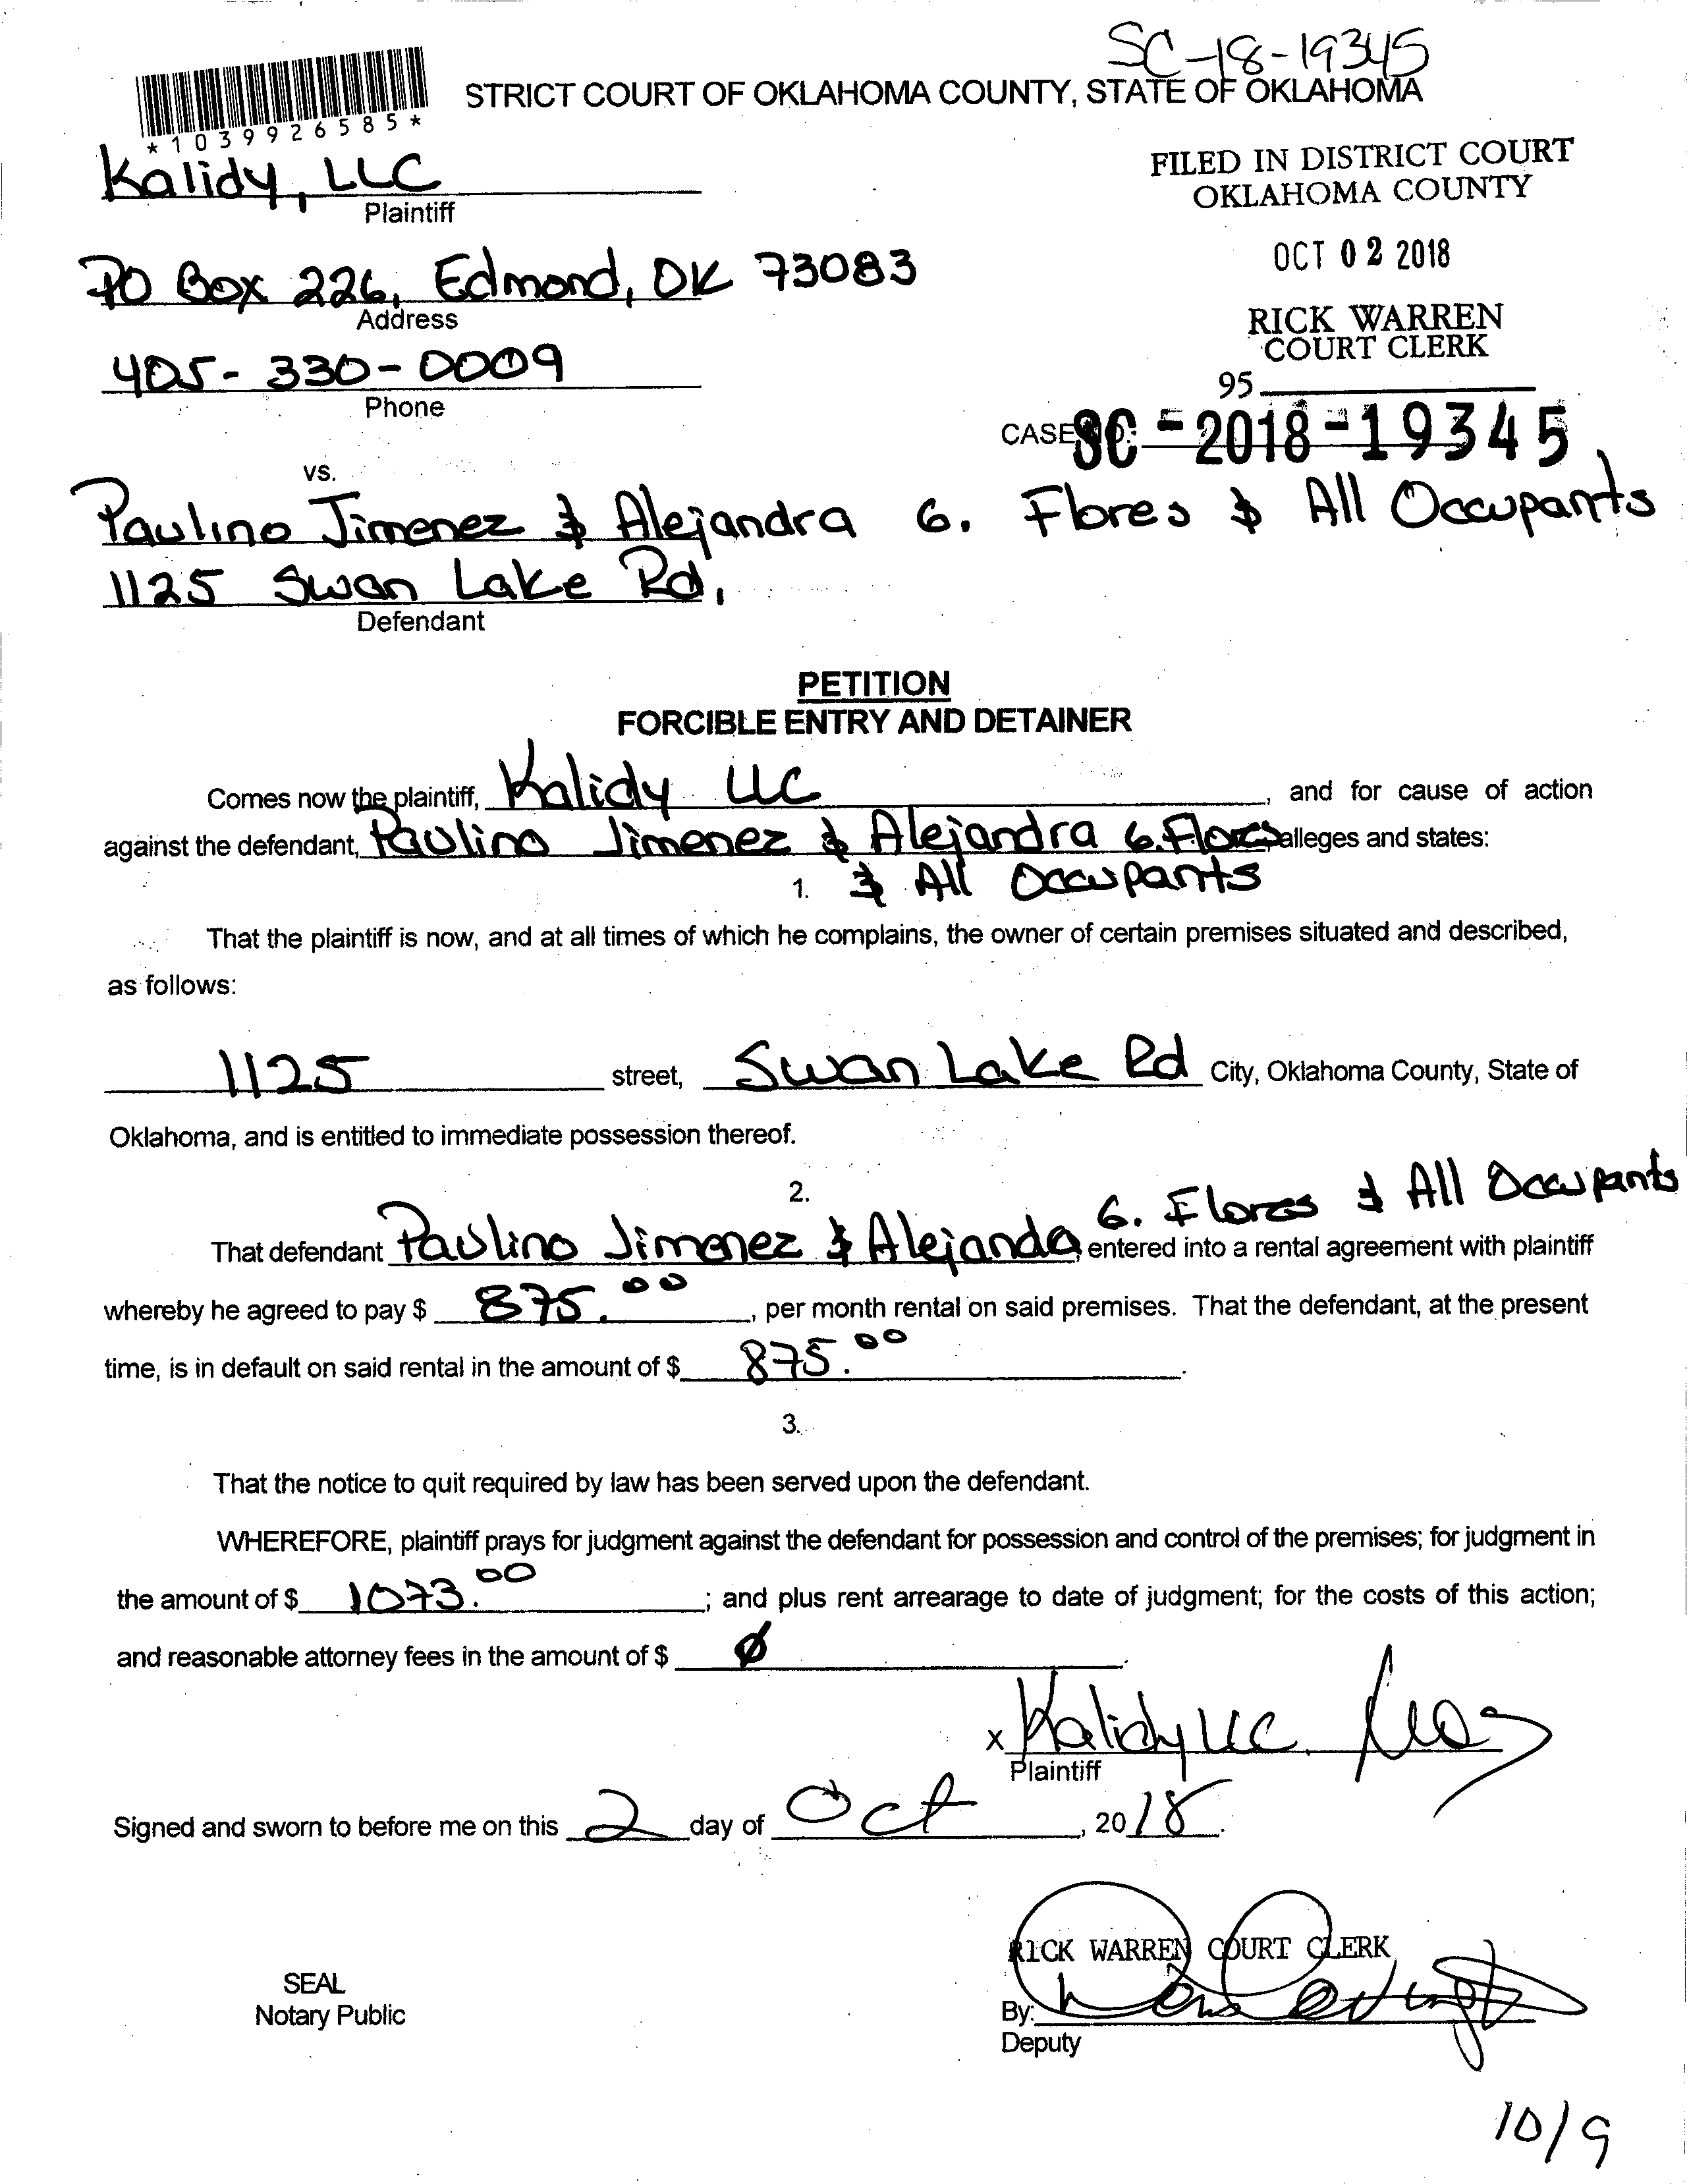 SC-18-19345
STRICT COURT OF OKLAHOMA COUNTY, STATE OF OKLAHOMA
*1039926585*
Kalidy, LLC
Plaintiff
FILED IN DISTRICT COURT
OKLAHOMA COUNTY
PO Box 226, Edmond, OK 73083
Address
OCT 02 2018
RICK WARREN
COURT CLERK
405-330-0009
Phone
95
CASE NO.: SC-2018-19345
vs.
Paulino Jimenez & Alejandra G. Flores & All Occupants
1125 Swan Lake Rd,
Defendant
PETITION
FORCIBLE ENTRY AND DETAINER
Comes now the plaintiff, Kalidy LLC, and for cause of action
against the defendant, Paulino Jimenez & Alejandra G. Flores alleges and states:
1. & All Occupants
That the plaintiff is now, and at all times of which he complains, the owner of certain premises situated and described,
as follows:
1125 street, Swan Lake Rd City, Oklahoma County, State of
Oklahoma, and is entitled to immediate possession thereof.
2.
That defendant Paulino Jimenez & Alejanda G. Flores & All Occupants, entered into a rental agreement with plaintiff
whereby he agreed to pay $ 875.00, per month rental on said premises. That the defendant, at the present
time, is in default on said rental in the amount of $ 875.00.
3.
That the notice to quit required by law has been served upon the defendant.
WHEREFORE, plaintiff prays for judgment against the defendant for possession and control of the premises; for judgment in
the amount of $ 1073.00; and plus rent arrearage to date of judgment; for the costs of this action;
and reasonable attorney fees in the amount of $ Ø.
x Kalidy LLC
Plaintiff
Signed and sworn to before me on this 2 day of Oct, 2018.
RICK WARREN COURT CLERK
SEAL
Notary Public
By:
Deputy
10/9